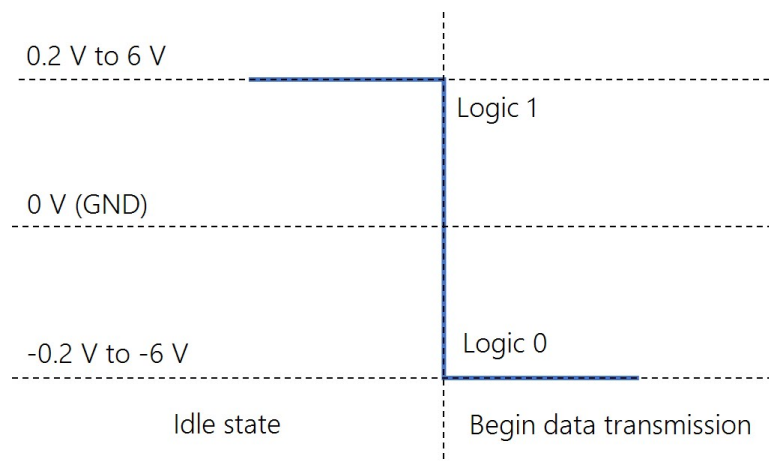 0.2 V to 6 V
Logic 1
0 V (GND)
Logic 0
-0.2 V to -6 V
Idle state
Begin data transmission